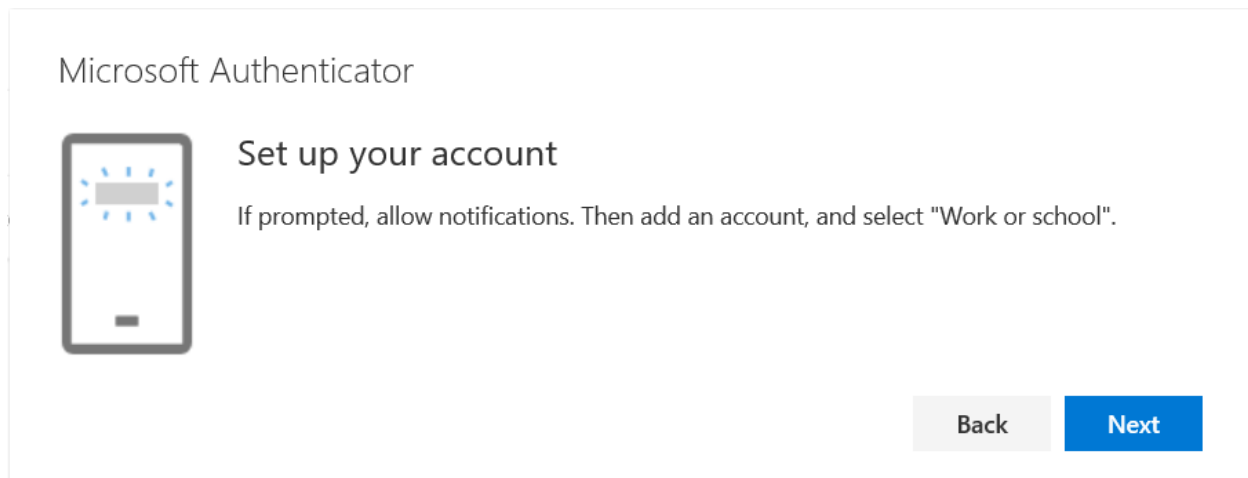 Microsoft Authenticator
Set up your account
If prompted, allow notifications. Then add an account, and select "Work or school".
Back
Next